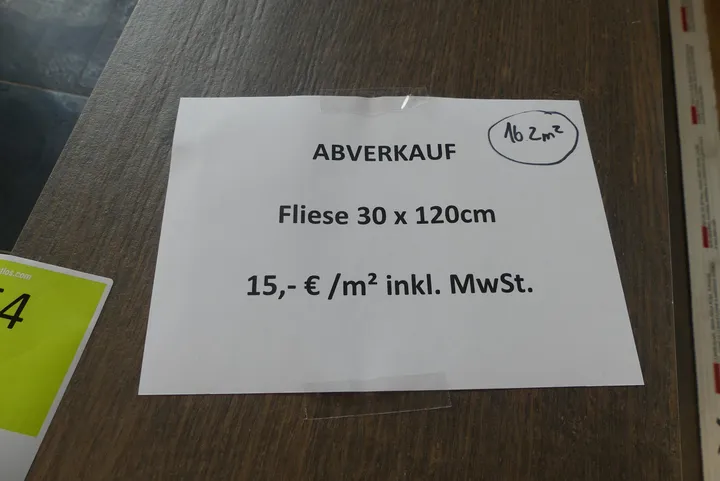 16 2m²
ABVERKAUF
Fliese 30 x 120cm
15,- € /m² inkl. MwSt.